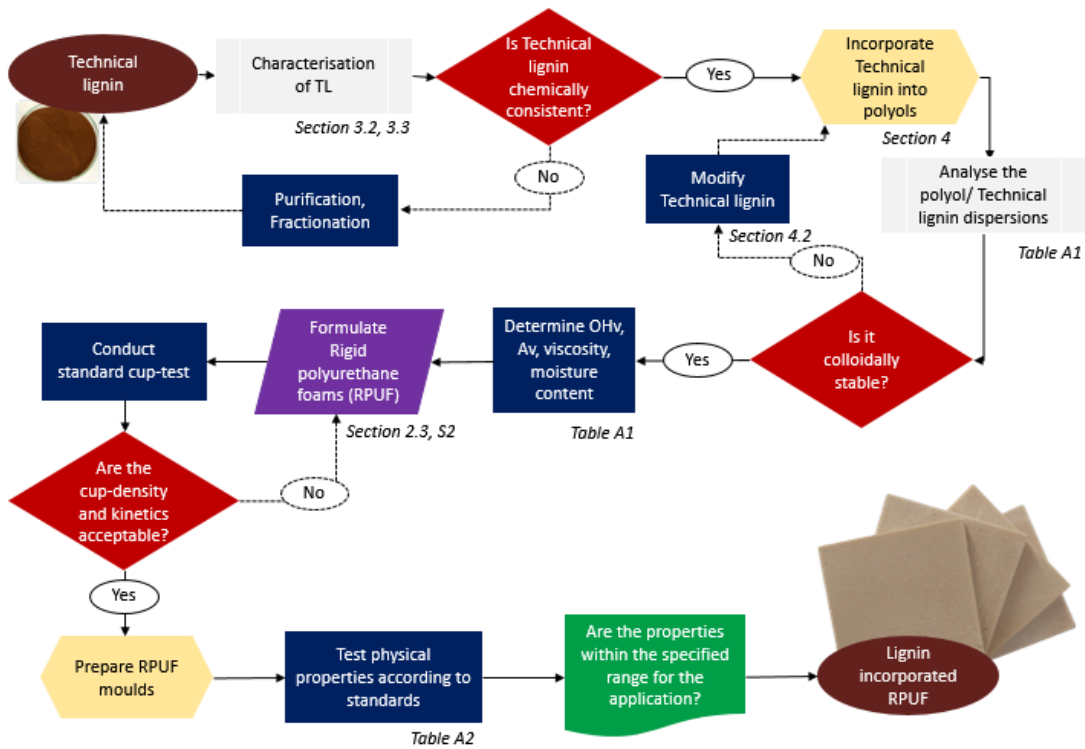 Technical
lignin
Characterisation
of TL
Section 3.2, 3.3
Is Technical
lignin
chemically
consistent?
Yes
Incorporate
Technical
lignin into
polyols
Section 4
No
Purification,
Fractionation
Modify
Technical lignin
Section 4.2
Analyse the
polyol/ Technical
lignin dispersions
Table A1
No
Is it
colloidally
stable?
Yes
Determine OHv,
Av, viscosity,
moisture
content
Table A1
Formulate
Rigid
polyurethane
foams (RPUF)
Section 2.3, S2
Conduct
standard cup-test
Are the
cup-density
and kinetics
acceptable?
No
Yes
Prepare RPUF
moulds
Test physical
properties according to
standards
Table A2
Are the properties
within the specified
range for the
application?
Lignin
incorporated
RPUF